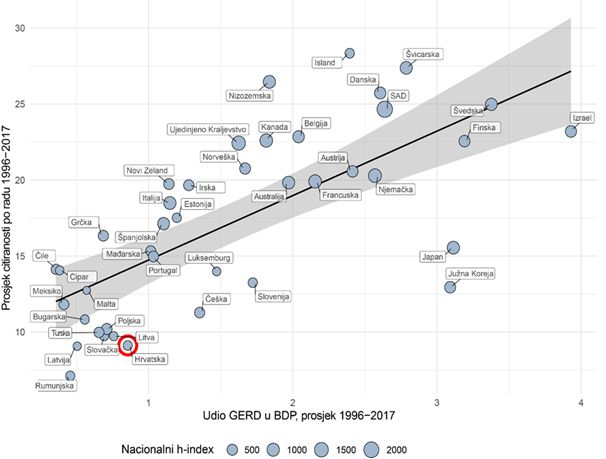 30
25
20
15
10
Prosjek citiranosti po radu 1996-2017
Island
Švicarska
Danska
SAD
Nizozemska
Švedska
Izrael
Ujedinjeno Kraljevstvo
Kanada
Belgija
Finska
Norveška
Austrija
Novi Zeland
Irska
Italija
Estonija
Australija
Francuska
Njemačka
Grčka
Španjolska
Mađarska
Portugal
Luksemburg
Japan
Čile
Cipar
Južna Koreja
Meksiko
Malta
Slovenija
Češka
Bugarska
Poljska
Turska
Litva
Slovačka
Latvija
Hrvatska
Rumunjska
1
2
3
4
Udio GERD u BDP, prosjek 1996-2017
Nacionalni h-index 500 1000 1500 2000